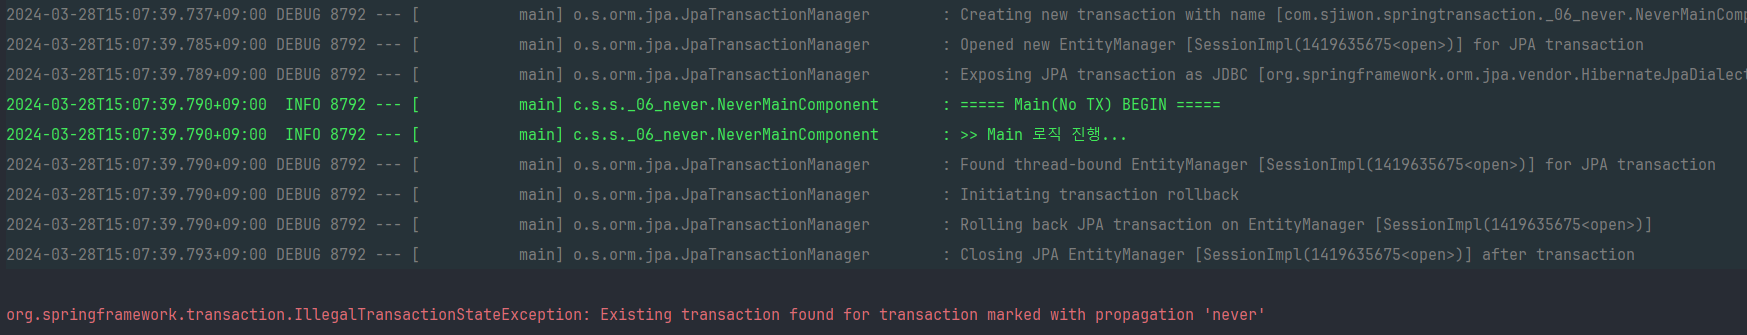 2024-03-28T15:07:39.737+09:00 DEBUG 8792 --- [           main] o.s.orm.jpa.JpaTransactionManager        : Creating new transaction with name [com.sjiwon.springtransaction._06_never.NeverMainComp
2024-03-28T15:07:39.785+09:00 DEBUG 8792 --- [           main] o.s.orm.jpa.JpaTransactionManager        : Opened new EntityManager [SessionImpl(1419635675<open>)] for JPA transaction
2024-03-28T15:07:39.789+09:00 DEBUG 8792 --- [           main] o.s.orm.jpa.JpaTransactionManager        : Exposing JPA transaction as JDBC [org.springframework.orm.jpa.vendor.HibernateJpaDialect
2024-03-28T15:07:39.790+09:00  INFO 8792 --- [           main] c.s.s._06_never.NeverMainComponent       : ===== Main(No TX) BEGIN =====
2024-03-28T15:07:39.790+09:00  INFO 8792 --- [           main] c.s.s._06_never.NeverMainComponent       : >> Main 로직 진행...
2024-03-28T15:07:39.790+09:00 DEBUG 8792 --- [           main] o.s.orm.jpa.JpaTransactionManager        : Found thread-bound EntityManager [SessionImpl(1419635675<open>)] for JPA transaction
2024-03-28T15:07:39.790+09:00 DEBUG 8792 --- [           main] o.s.orm.jpa.JpaTransactionManager        : Initiating transaction rollback
2024-03-28T15:07:39.790+09:00 DEBUG 8792 --- [           main] o.s.orm.jpa.JpaTransactionManager        : Rolling back JPA transaction on EntityManager [SessionImpl(1419635675<open>)]
2024-03-28T15:07:39.793+09:00 DEBUG 8792 --- [           main] o.s.orm.jpa.JpaTransactionManager        : Closing JPA EntityManager [SessionImpl(1419635675<open>)] after transaction
org.springframework.transaction.IllegalTransactionStateException: Existing transaction found for transaction marked with propagation 'never'